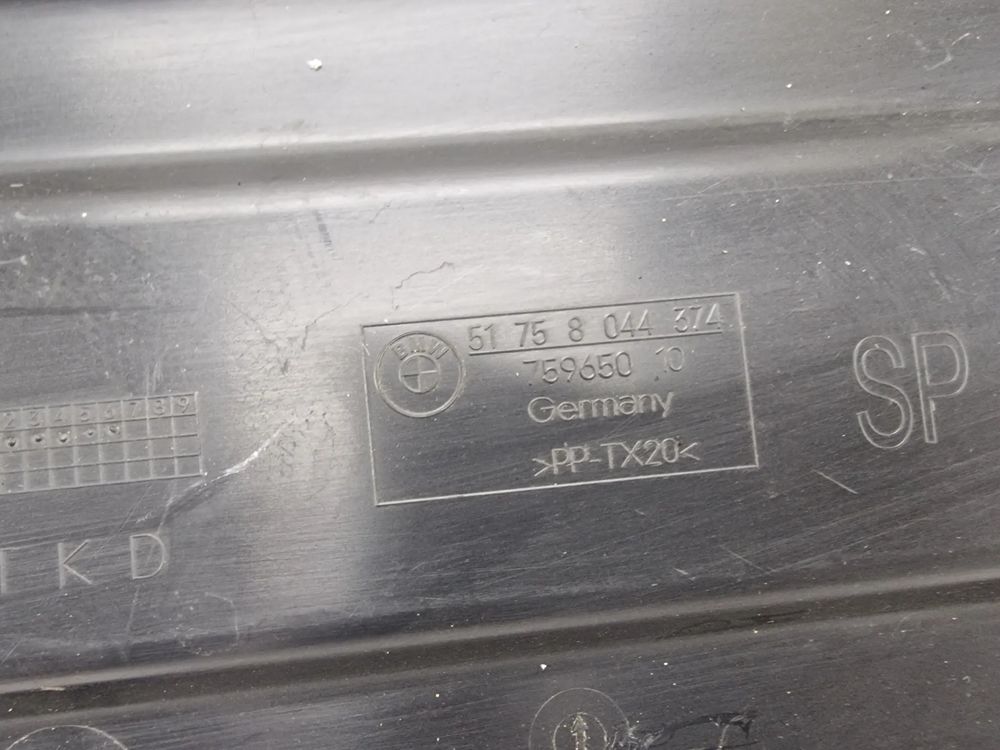 BMW
51 75 8 044 374
759650 10
Germany
>PP-TX20<
SP
2 3 4 5 6 7 8 9
KD